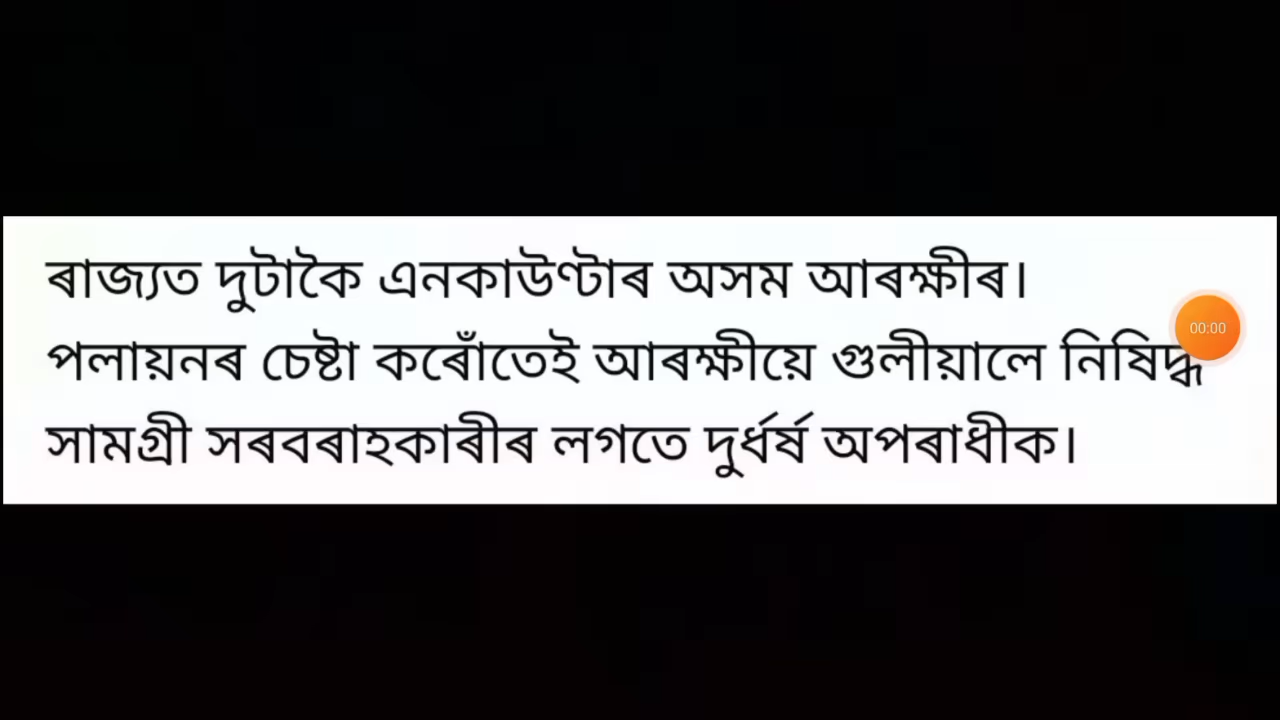 ৰাজ্যত দুটাকৈ এনকাউণ্টাৰ অসম আৰক্ষীৰ।
পলায়নৰ চেষ্টা কৰোঁতেই আৰক্ষীয়ে গুলীয়ালে নিষিদ্ধ
সামগ্ৰী সৰবৰাহকাৰীৰ লগতে দুৰ্ধৰ্ষ অপৰাধীক।
00:00